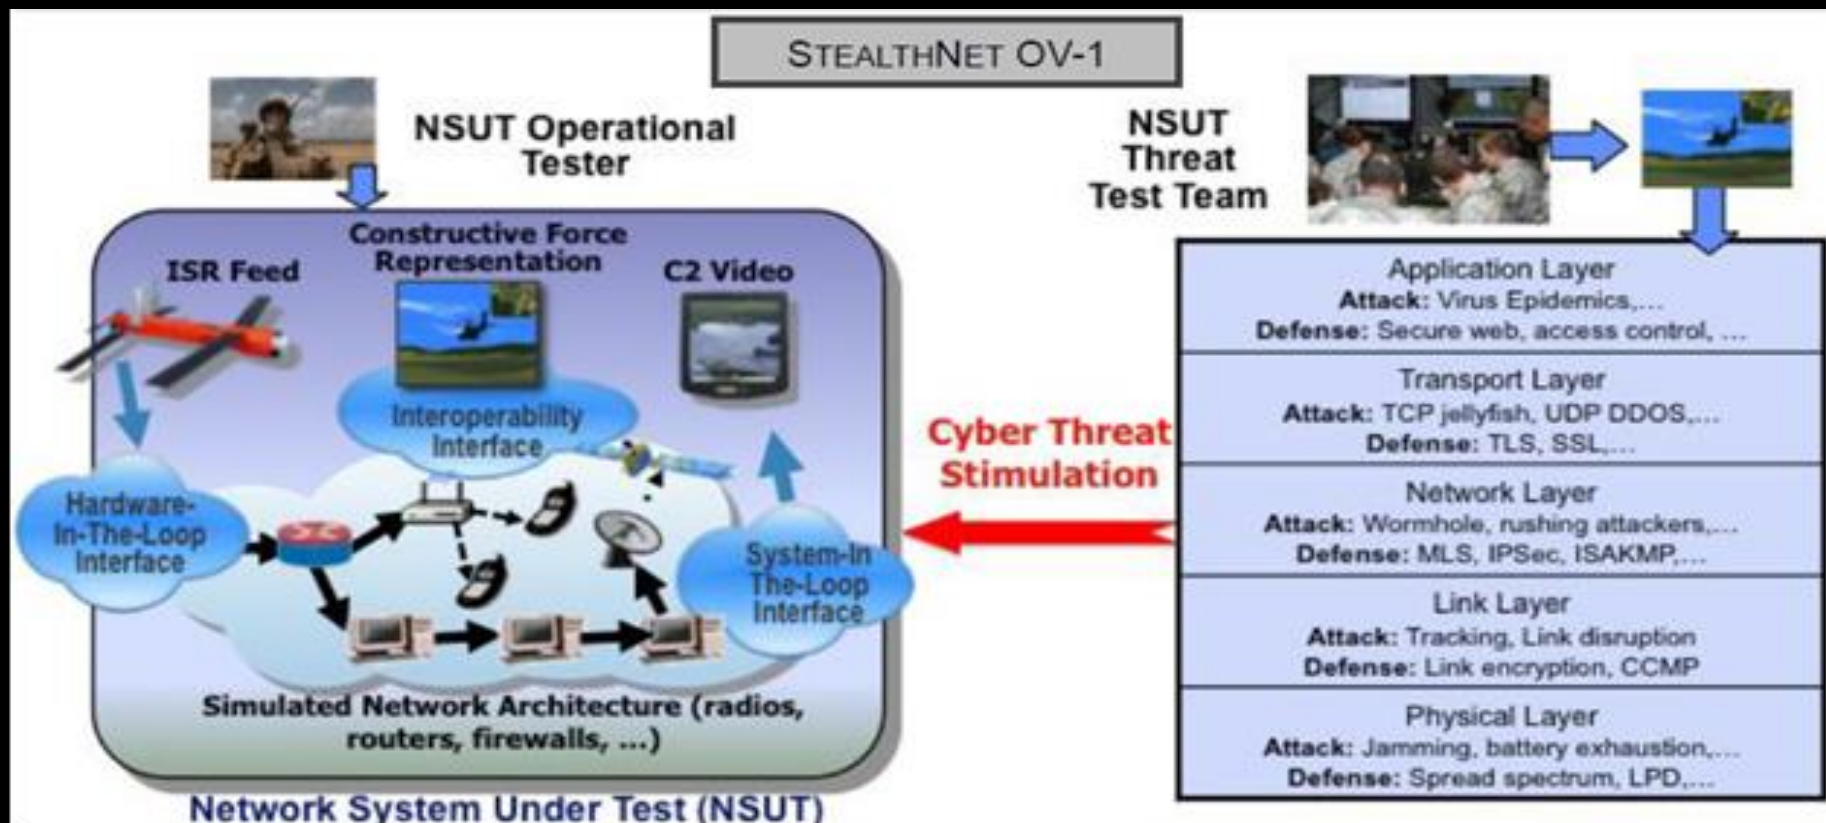 STEALTHNET OV-1
NSUT Operational
Tester
NSUT
Threat
Test Team
Constructive Force
Representation
ISR Feed
C2 Video
Interoperability
Interface
Hardware-
In-The-Loop
Interface
System-In
The-Loop
Interface
Simulated Network Architecture (radios,
routers, firewalls, ...)
Network System Under Test (NSUT)
Cyber Threat
Stimulation
Application Layer
Attack: Virus Epidemics,...
Defense: Secure web, access control, ...
Transport Layer
Attack: TCP jellyfish, UDP DDOS,...
Defense: TLS, SSL,...
Network Layer
Attack: Wormhole, rushing attackers,...
Defense: MLS, IPSec, ISAKMP,...
Link Layer
Attack: Tracking, Link disruption
Defense: Link encryption, CCMP
Physical Layer
Attack: Jamming, battery exhaustion,...
Defense: Spread spectrum, LPD,...